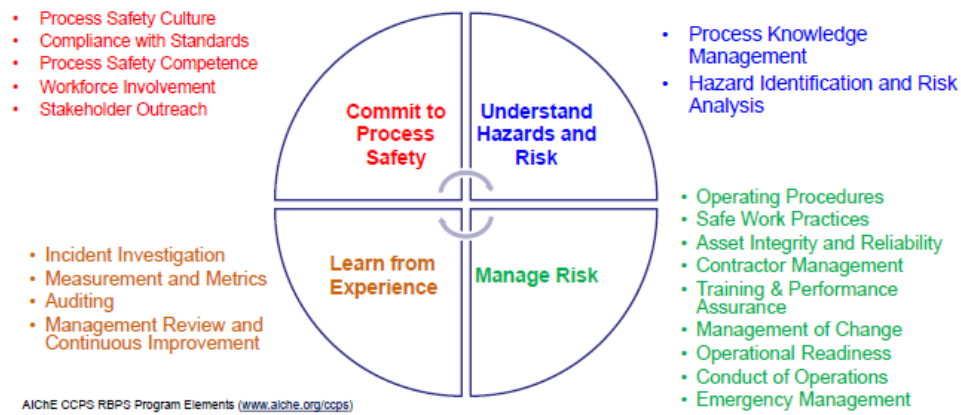 • Process Safety Culture
• Compliance with Standards
• Process Safety Competence
• Workforce Involvement
• Stakeholder Outreach
Commit to
Process
Safety
Understand
Hazards and
Risk
• Process Knowledge
Management
• Hazard Identification and Risk
Analysis
• Incident Investigation
• Measurement and Metrics
• Auditing
• Management Review and
Continuous Improvement
Learn from
Experience
Manage Risk
• Operating Procedures
• Safe Work Practices
• Asset Integrity and Reliability
• Contractor Management
• Training & Performance
Assurance
• Management of Change
• Operational Readiness
• Conduct of Operations
• Emergency Management
AIChE CCPS RBPS Program Elements (www.aiche.org/ccps)